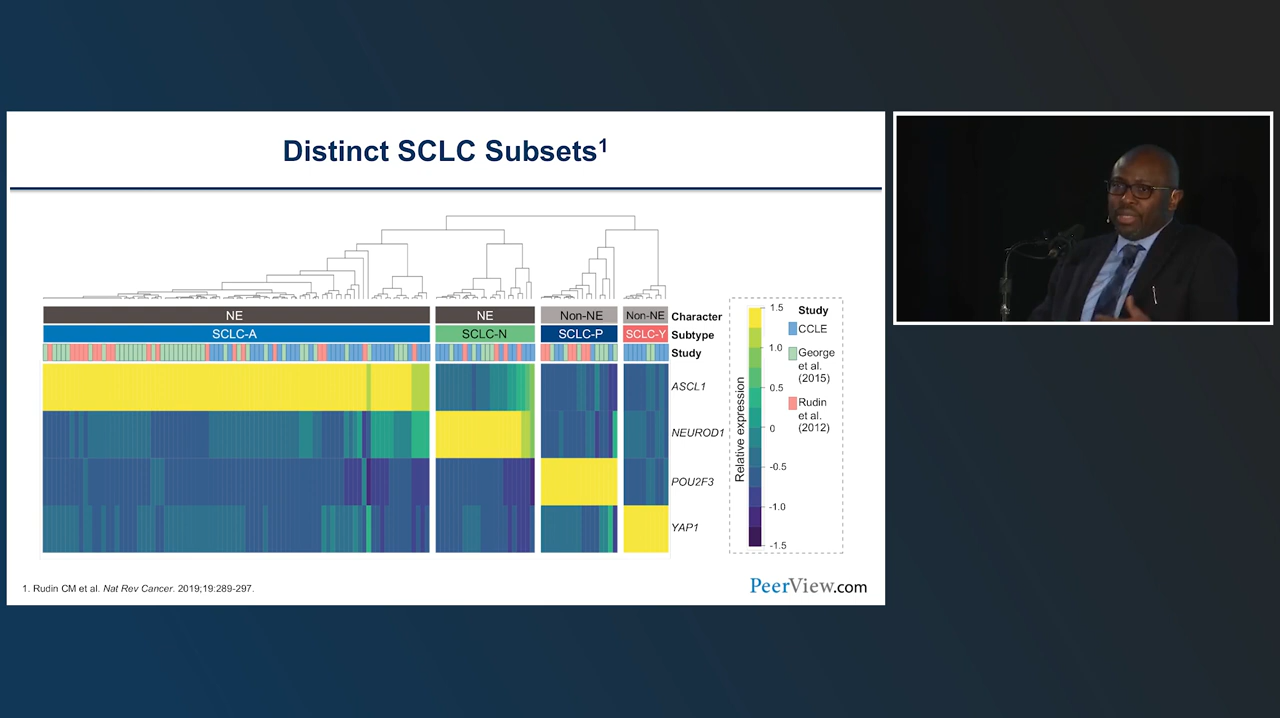 Distinct SCLC Subsets1
NE
NE
Non-NE
Non-NE
Character
SCLC-A
SCLC-N
SCLC-P
SCLC-Y
Subtype
Study
ASCL1
NEUROD1
POU2F3
YAP1
Relative expression
1.5
1.0
0.5
0
-0.5
-1.0
-1.5
Study
CCLE
George
et al.
(2015)
Rudin
et al.
(2012)
1. Rudin CM et al. Nat Rev Cancer. 2019;19:289-297.
PeerView.com